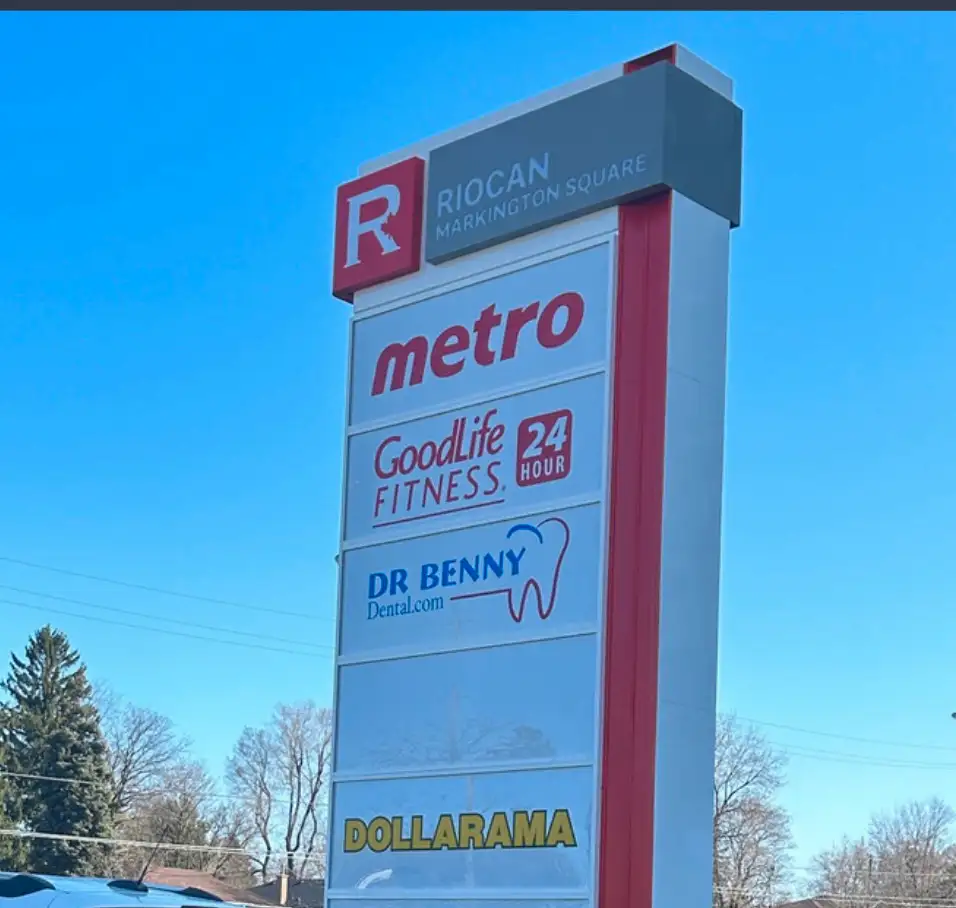 R
RIOCAN
MARKINGTON SQUARE
metro
GoodLife
FITNESS.
24
HOUR
DR BENNY
Dental.com
DOLLARAMA